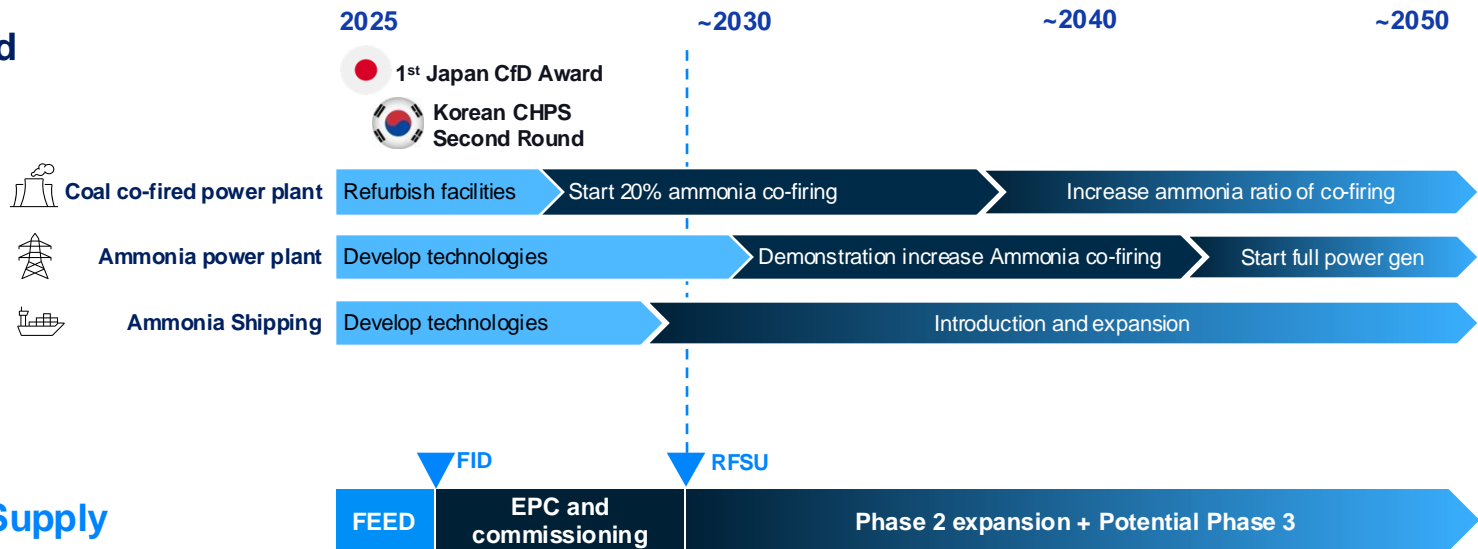 2025 ~2030 ~2040 ~2050
d
1st Japan CfD Award
Korean CHPS
Second Round
Coal co-fired power plant Refurbish facilities Start 20% ammonia co-firing Increase ammonia ratio of co-firing
Ammonia power plant Develop technologies Demonstration increase Ammonia co-firing Start full power gen
Ammonia Shipping Develop technologies Introduction and expansion
FID RFSU
Supply FEED EPC and
commissioning Phase 2 expansion + Potential Phase 3